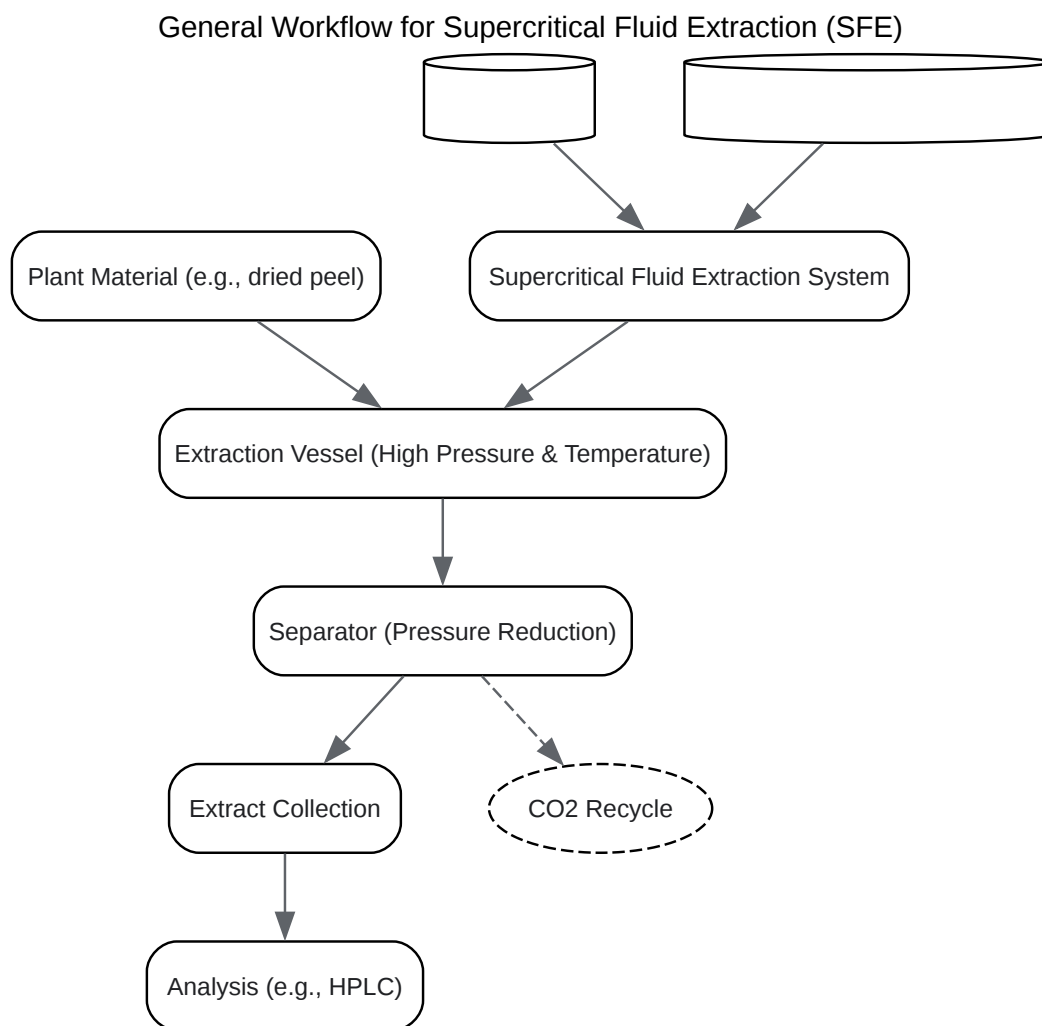 General Workflow for Supercritical Fluid Extraction (SFE)
Plant Material (e.g., dried peel)
Supercritical Fluid Extraction System
Extraction Vessel (High Pressure & Temperature)
Separator (Pressure Reduction)
Extract Collection
CO2 Recycle
Analysis (e.g., HPLC)